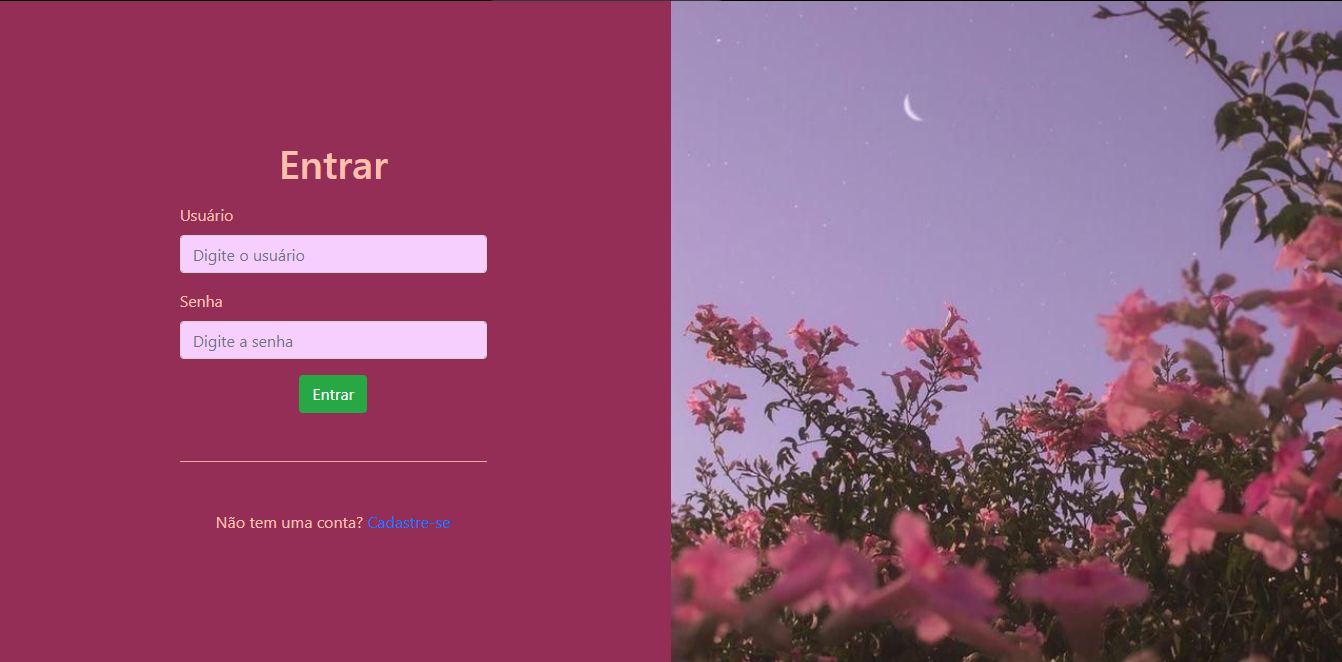 Entrar
Usuário
Digite o usuário
Senha
Digite a senha
Entrar
Não tem uma conta? Cadastre-se